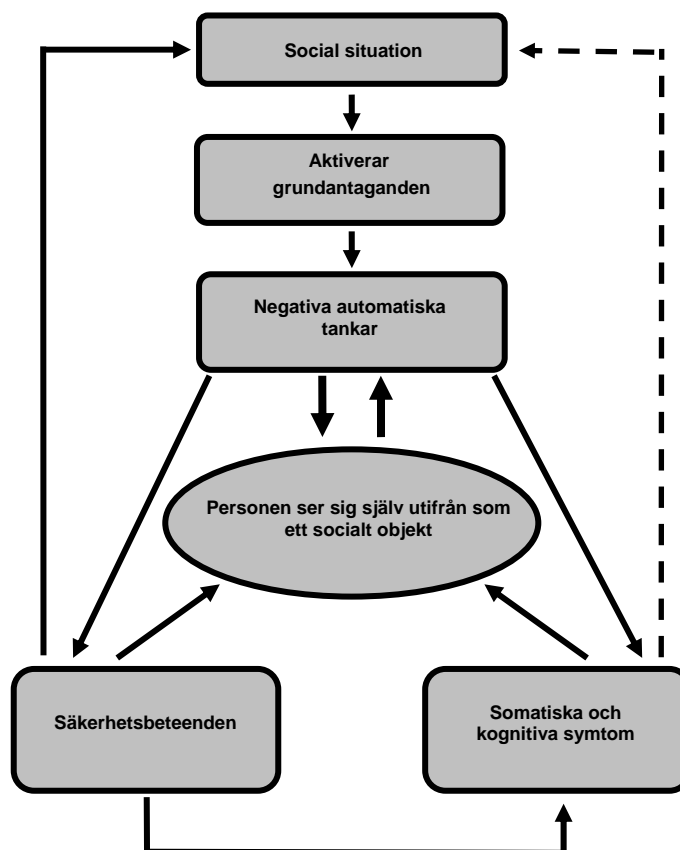 Social situation
Aktiverar
grundantaganden
Negativa automatiska
tankar
Personen ser sig själv utifrån som
ett socialt objekt
Säkerhetsbeteenden
Somatiska och
kognitiva symtom